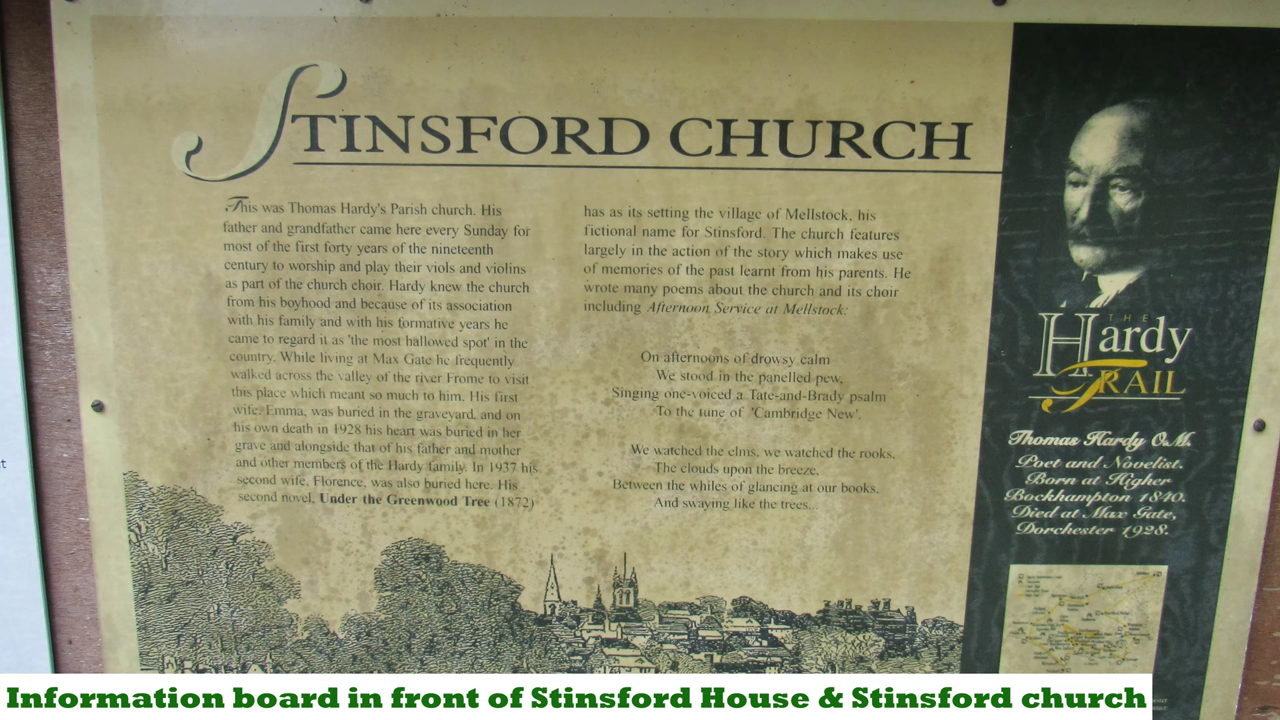 STINSFORD CHURCH
This was Thomas Hardy's Parish church. His
father and grandfather came here every Sunday for
most of the first forty years of the nineteenth
century to worship and play their viols and violins
as part of the church choir. Hardy knew the church
from his boyhood and because of its association
with his family and with his formative years he
came to regard it as 'the most hallowed spot' in the
country. While living at Max Gate he frequently
walked across the valley of the river Frome to visit
this place which meant so much to him. His first
wife, Emma, was buried in the graveyard, and on
his own death in 1928 his heart was buried in her
grave and alongside that of his father and mother
and other members of the Hardy family. In 1937 his
second wife, Florence, was also buried here. His
second novel, Under the Greenwood Tree (1872)
has as its setting the village of Mellstock, his
fictional name for Stinsford. The church features
largely in the action of the story which makes use
of memories of the past learnt from his parents. He
wrote many poems about the church and its choir
including Afternoon Service at Mellstock:
On afternoons of drowsy calm
We stood in the panelled pew,
Singing one-voiced a Tate-and-Brady psalm
To the tune of 'Cambridge New'.
We watched the elms, we watched the rooks,
The clouds upon the breeze,
Between the whiles of glancing at our books,
And swaying like the trees...
THE
Hardy
TRAIL
Thomas Hardy O.M.
Poet and Novelist.
Born at Higher
Bockhampton 1840.
Died at Max Gate,
Dorchester 1928.
Information board in front of Stinsford House & Stinsford church